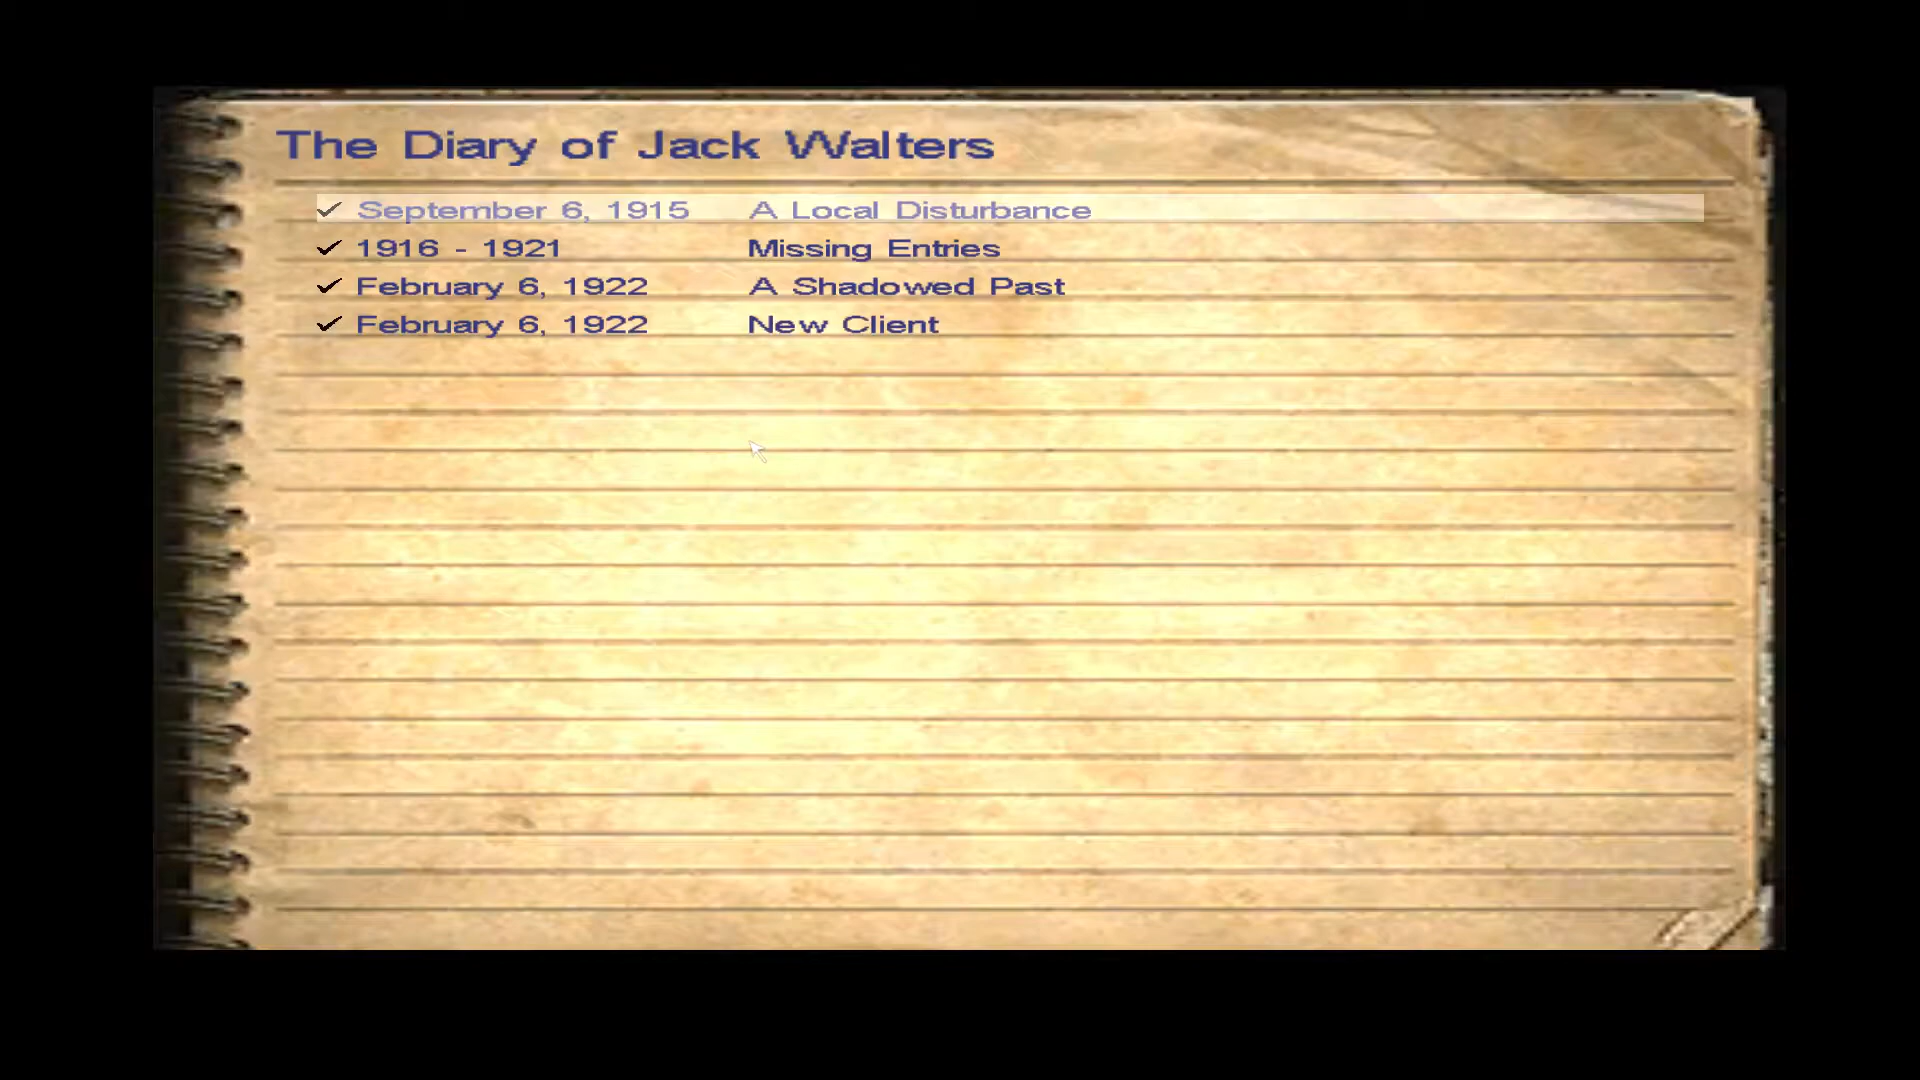 The Diary of Jack Walters
✓ September 6, 1915 A Local Disturbance
✓ 1916 - 1921 Missing Entries
✓ February 6, 1922 A Shadowed Past
✓ February 6, 1922 New Client